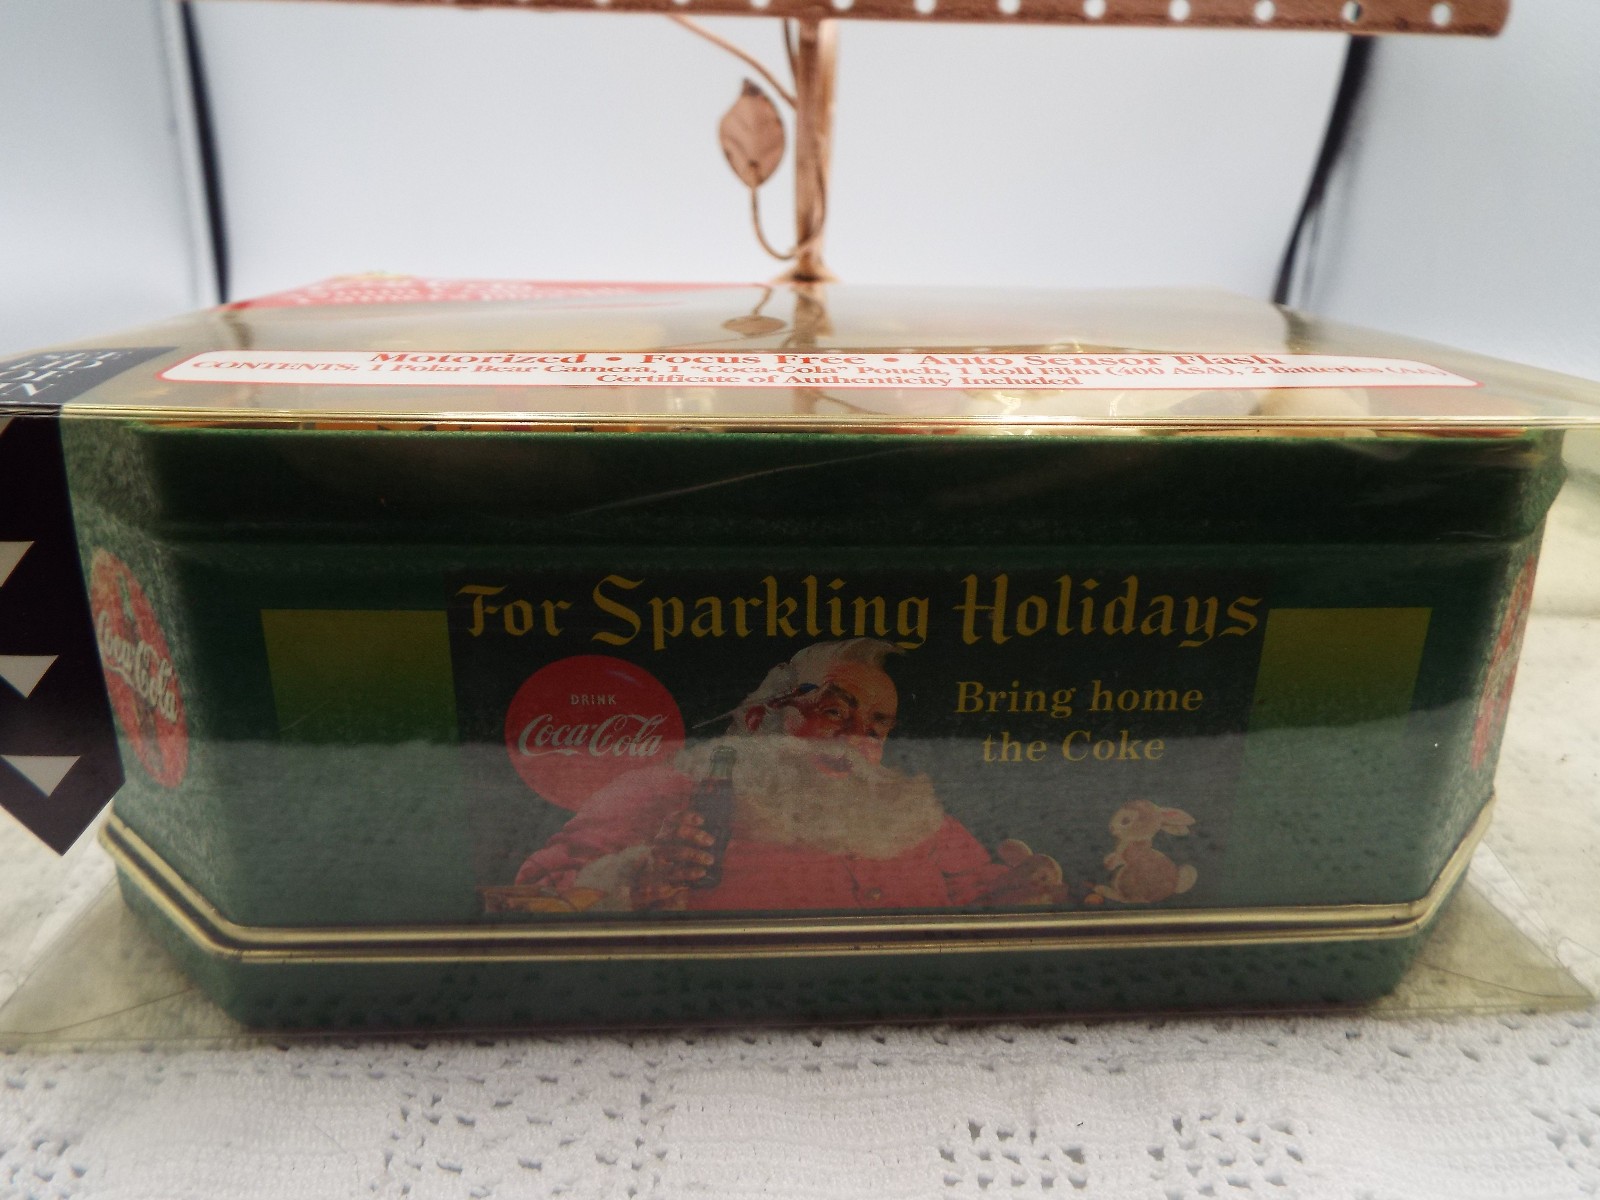 Motorized • Focus Free • Auto Sensor Flash
CONTENTS: 1 Polar Bear Camera, 1 "Coca-Cola" Pouch, 1 Roll Film (400 ASA), 2 Batteries (AA)
Certificate of Authenticity Included
For Sparkling Holidays
DRINK
Coca-Cola
Bring home
the Coke
Coca-Cola